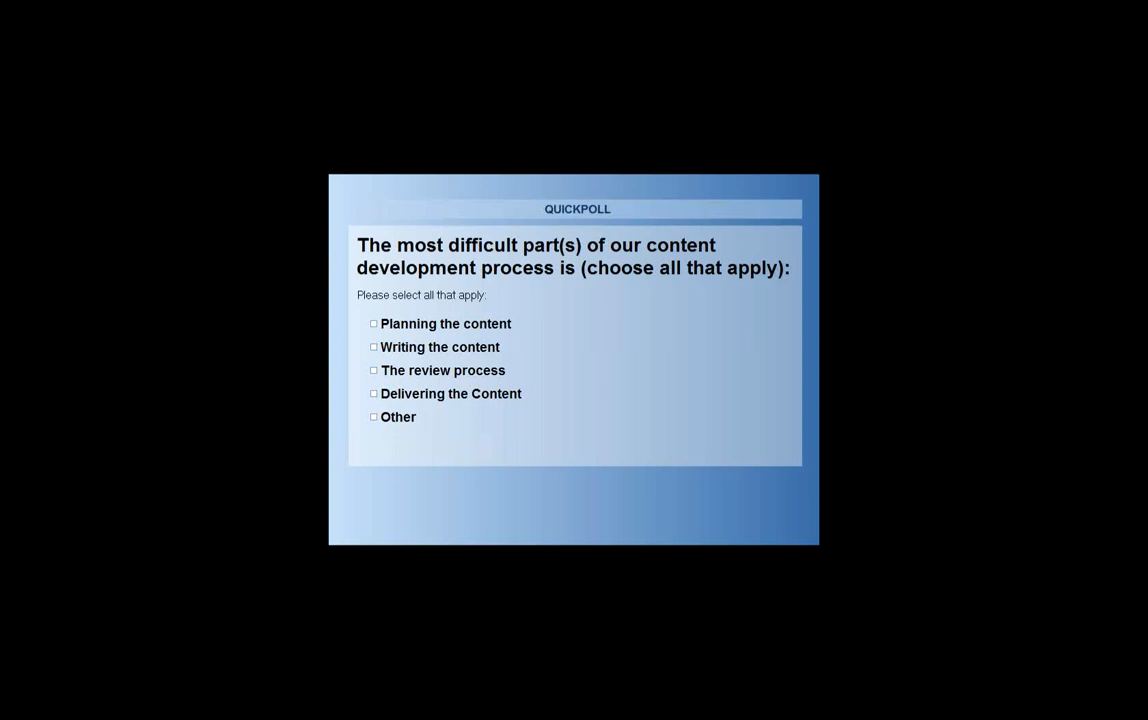 QUICKPOLL
The most difficult part(s) of our content
development process is (choose all that apply):
Please select all that apply:
Planning the content
Writing the content
The review process
Delivering the Content
Other